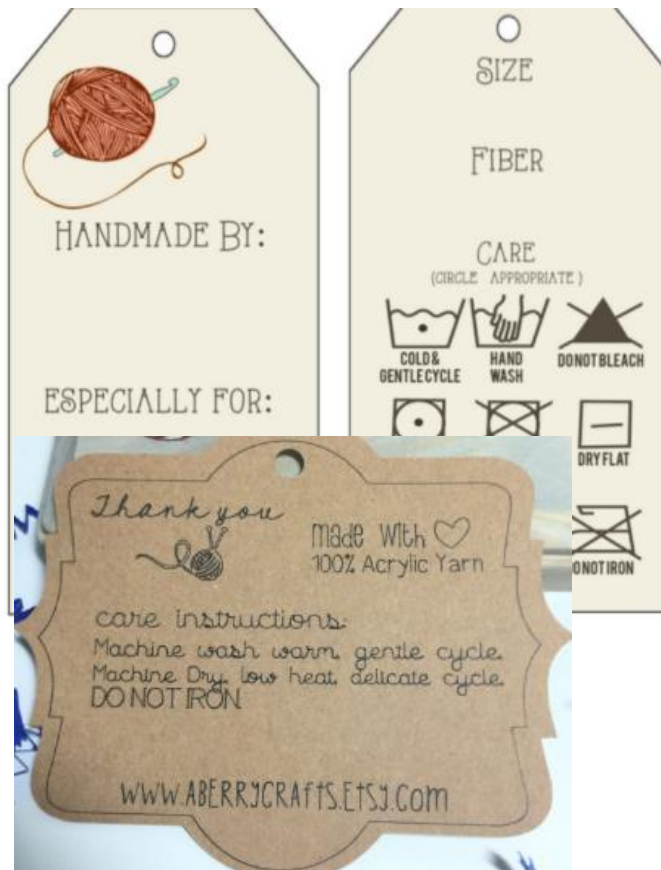 HANDMADE BY:
ESPECIALLY FOR:
SIZE
FIBER
CARE
(CIRCLE APPROPRIATE)
COLD &
GENTLE CYCLE
HAND
WASH
DO NOT BLEACH
DRY FLAT
DO NOT IRON
Thank you
made with
100% Acrylic Yarn
care instructions:
Machine wash warm, gentle cycle.
Machine Dry, low heat, delicate cycle.
DO NOT IRON.
WWW.ABERRYCRAFTS.ETSY.COM